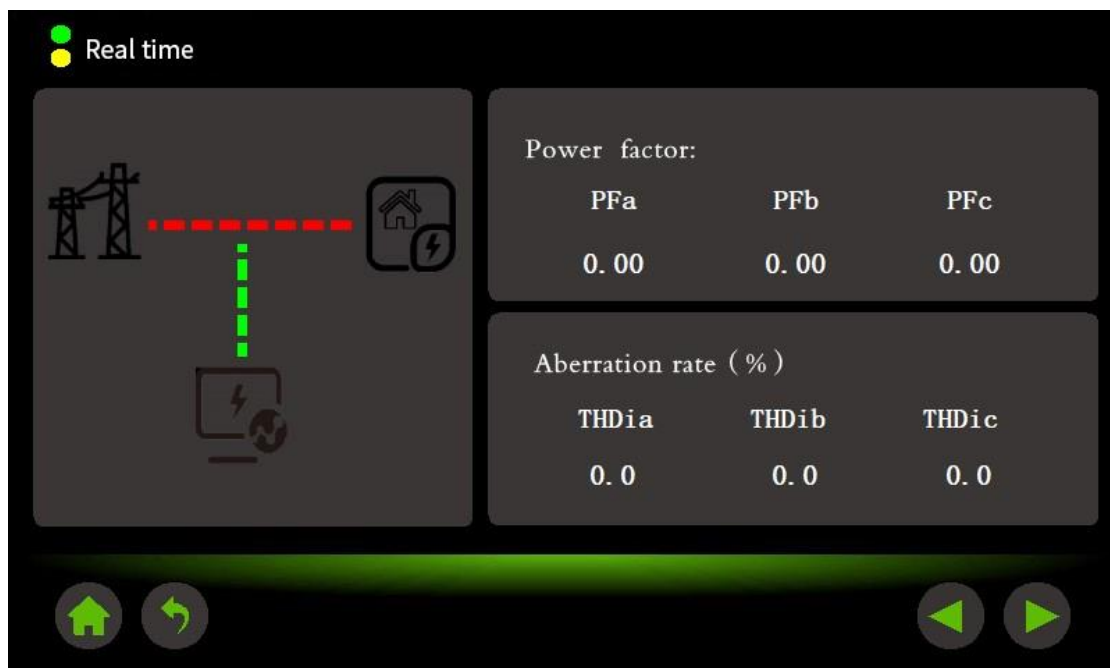 Real time
Power factor:
PFa PFb PFc
0.00 0.00 0.00
Aberration rate (%)
THDia THDib THDic
0.0 0.0 0.0